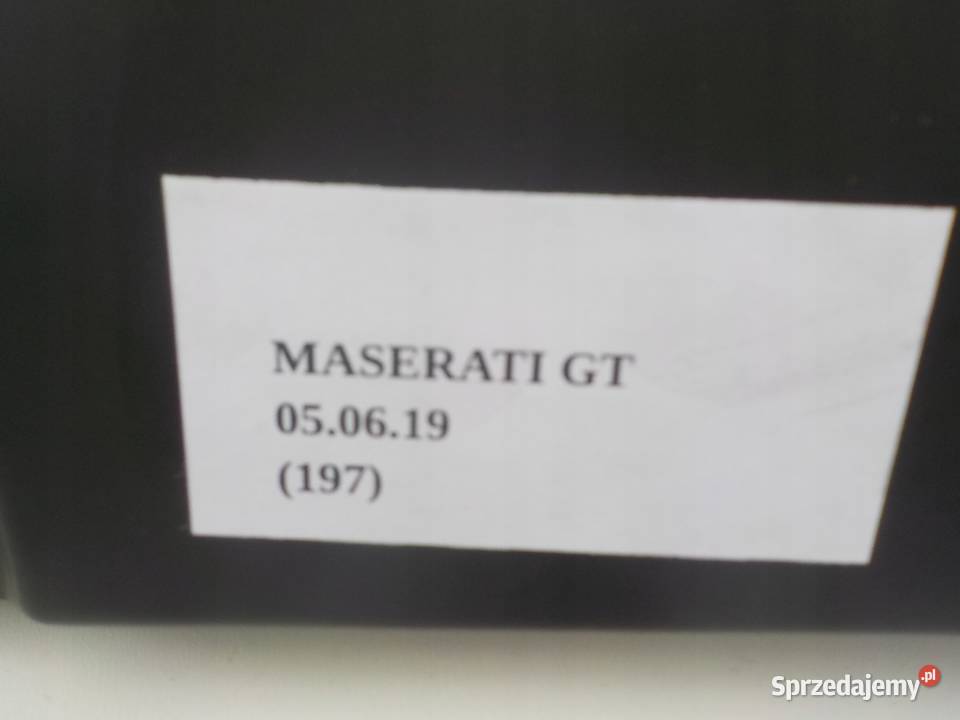 MASERATI GT
05.06.19
(197)
Sprzedajemy.pl